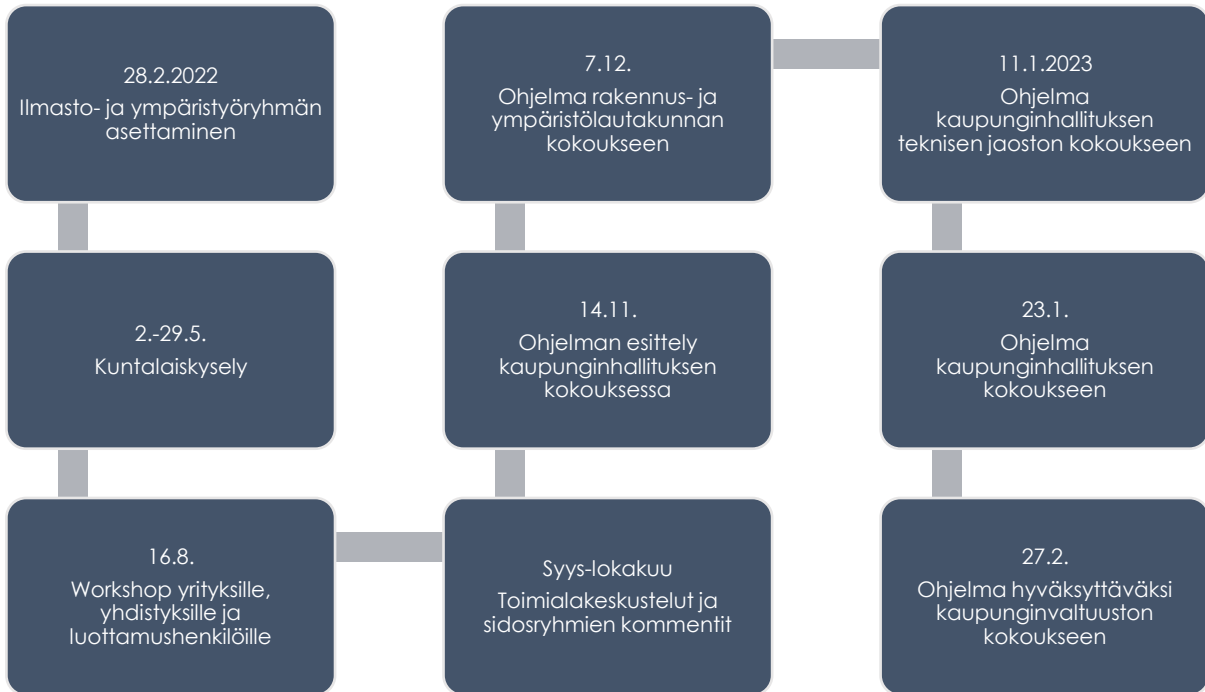 28.2.2022
Ilmasto- ja ympäristyöryhmän
asettaminen
2.-29.5.
Kuntalaiskysely
16.8.
Workshop yrityksille,
yhdistyksille ja
luottamushenkilöille
Syys-lokakuu
Toimialakeskustelut ja
sidosryhmien kommentit
14.11.
Ohjelman esittely
kaupunginhallituksen
kokouksessa
7.12.
Ohjelma rakennus- ja
ympäristölautakunnan
kokoukseen
11.1.2023
Ohjelma
kaupunginhallituksen
teknisen jaoston kokoukseen
23.1.
Ohjelma
kaupunginhallituksen
kokoukseen
27.2.
Ohjelma hyväksyttäväksi
kaupunginvaltuuston
kokoukseen